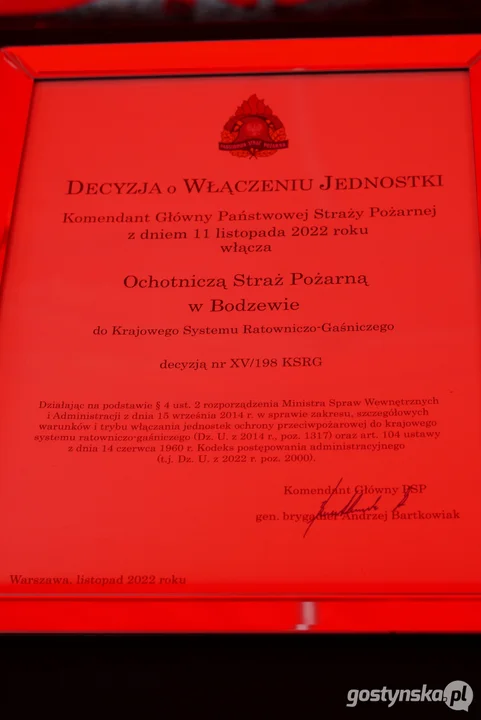 DECYZJA O WŁĄCZENIU JEDNOSTKI
Komendant Główny Państwowej Straży Pożarnej
z dniem 11 listopada 2022 roku
włącza
Ochotniczą Straż Pożarną
w Bodzewie
do Krajowego Systemu Ratowniczo-Gaśniczego
decyzją nr XV/198 KSRG
Działając na podstawie § 4 ust. 2 rozporządzenia Ministra Spraw Wewnętrznych
i Administracji z dnia 15 września 2014 r. w sprawie zakresu, szczegółowych
warunków i trybu włączania jednostek ochrony przeciwpożarowej do krajowego
systemu ratowniczo-gaśniczego (Dz. U. z 2014 r., poz. 1317) oraz art. 104 ustawy
z dnia 14 czerwca 1960 r. Kodeks postępowania administracyjnego
(t.j. Dz. U. z 2022 r. poz. 2000).
Komendant Główny PSP
gen. brygadier Andrzej Bartkowiak
Warszawa, listopad 2022 roku
gostynska.pl